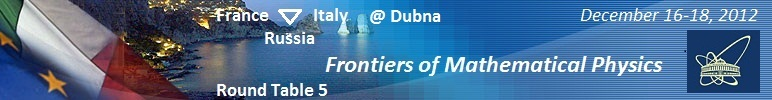 France ▽ Italy @ Dubna
Russia
December 16-18, 2012
Frontiers of Mathematical Physics
Round Table 5